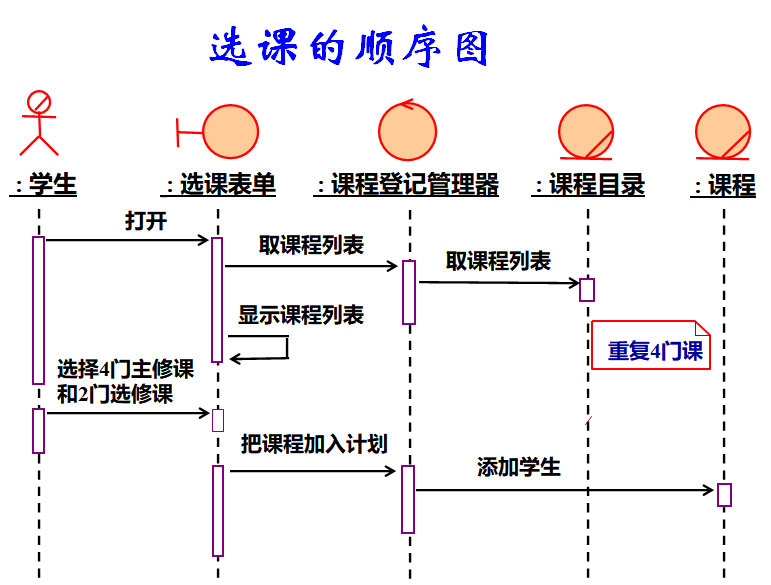 选课的顺序图
: 学生
: 选课表单
: 课程登记管理器
: 课程目录
: 课程
打开
取课程列表
取课程列表
显示课程列表
重复4门课
选择4门主修课
和2门选修课
把课程加入计划
添加学生